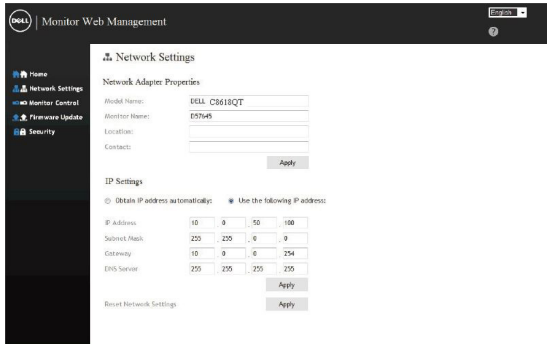 DELL Monitor Web Management
English
Home
Network Settings
Monitor Control
Firmware Update
Security
Network Settings
Network Adapter Properties
Model Name: DELL C8618QT
Monitor Name: D57645
Location:
Contact:
Apply
IP Settings
Obtain IP address automatically: Use the following IP address:
IP Address 10 . 0 . 50 . 100
Subnet Mask 255 . 255 . 0 . 0
Gateway 10 . 0 . 0 . 254
DNS Server 255 . 255 . 255 . 255
Apply
Reset Network Settings Apply